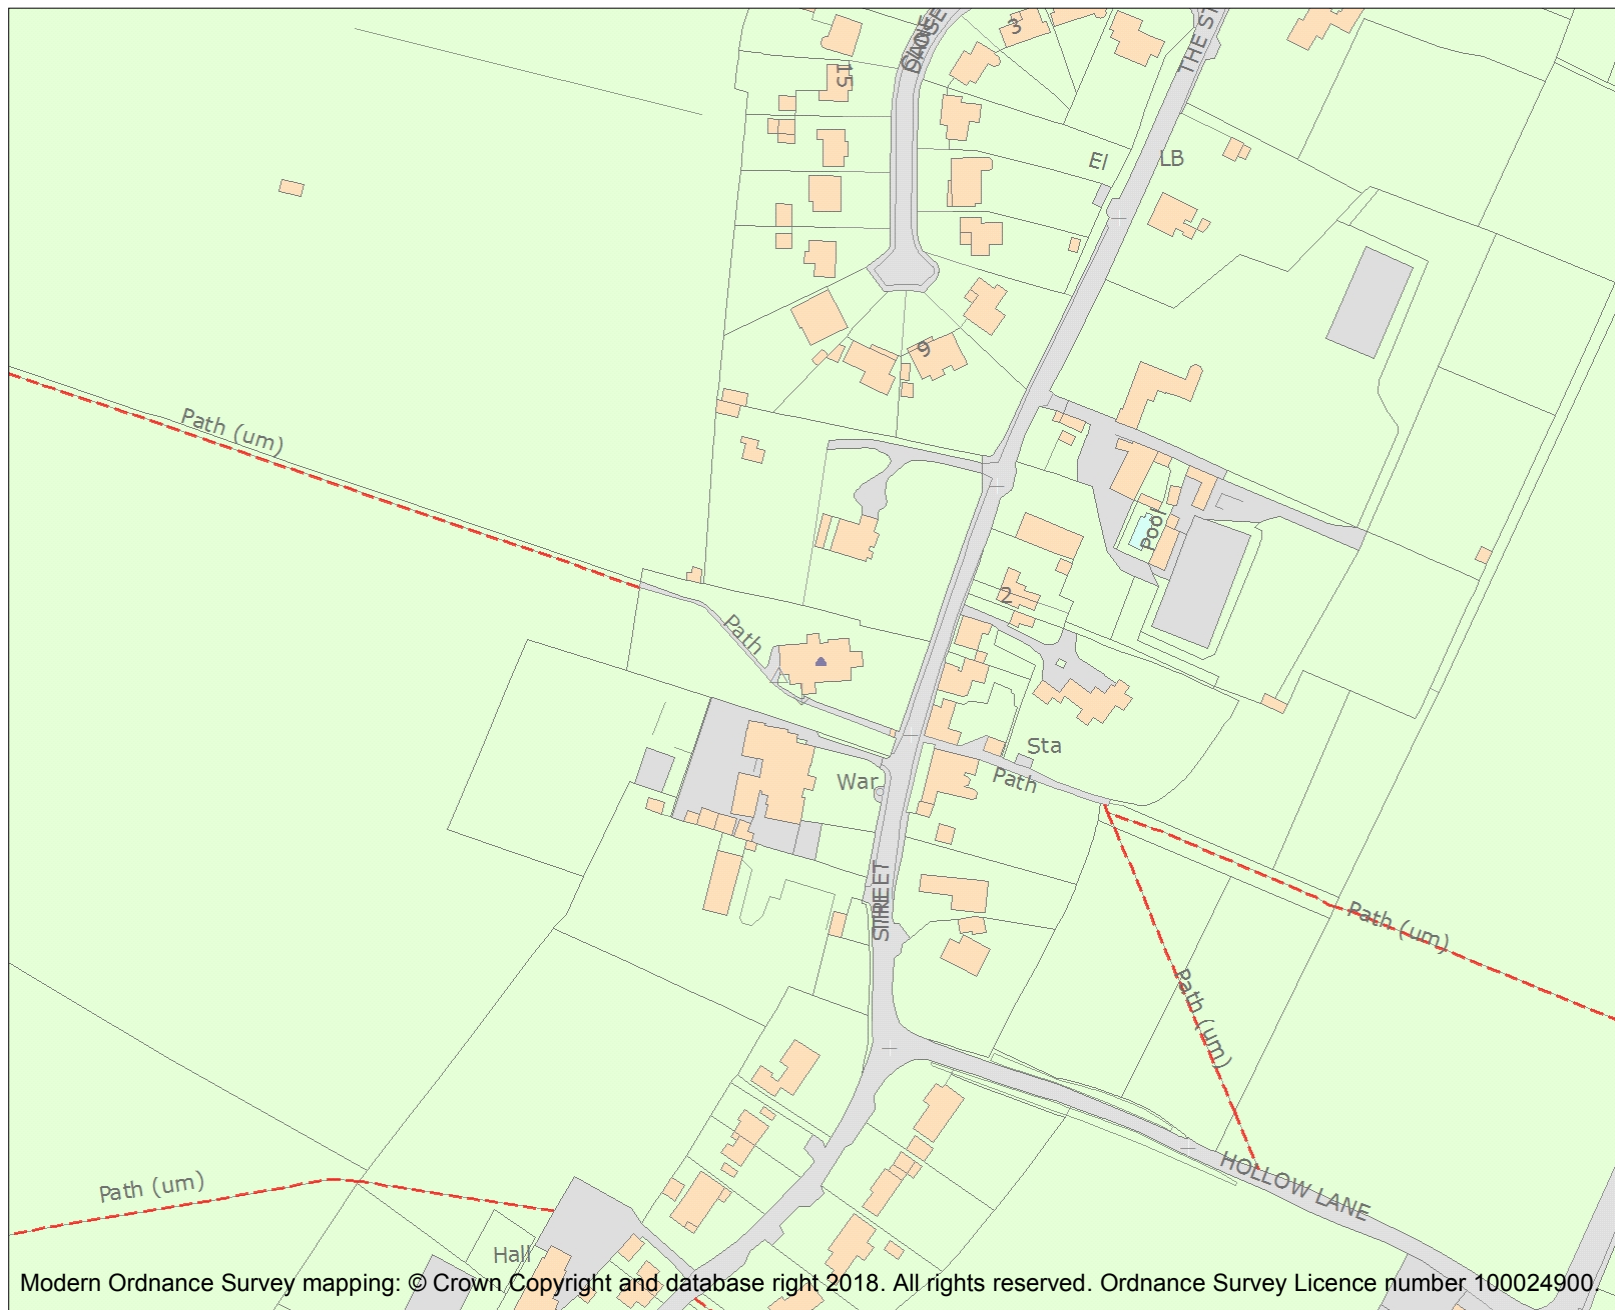 3
THE ST
15
El
LB
9
Path (um)
Pool
2
Path
Sta
War
Path
STREET
Path (um)
Path (um)
HOLLOW LANE
Path (um)
Hall
Modern Ordnance Survey mapping: © Crown Copyright and database right 2018. All rights reserved. Ordnance Survey Licence number 100024900.